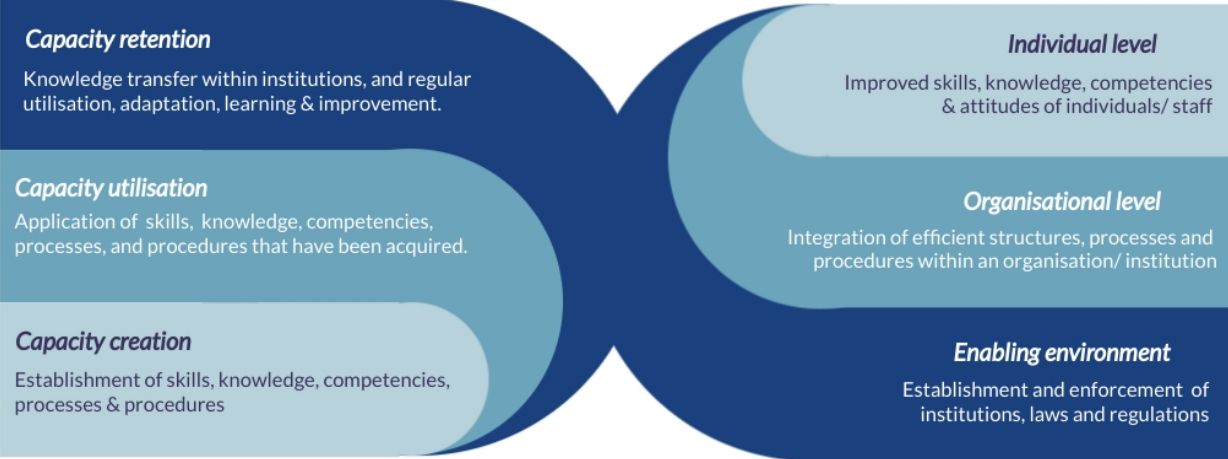 Capacity retention
Knowledge transfer within institutions, and regular
utilisation, adaptation, learning & improvement.
Capacity utilisation
Application of skills, knowledge, competencies,
processes, and procedures that have been acquired.
Capacity creation
Establishment of skills, knowledge, competencies,
processes & procedures
Individual level
Improved skills, knowledge, competencies
& attitudes of individuals/ staff
Organisational level
Integration of efficient structures, processes and
procedures within an organisation/ institution
Enabling environment
Establishment and enforcement of
institutions, laws and regulations